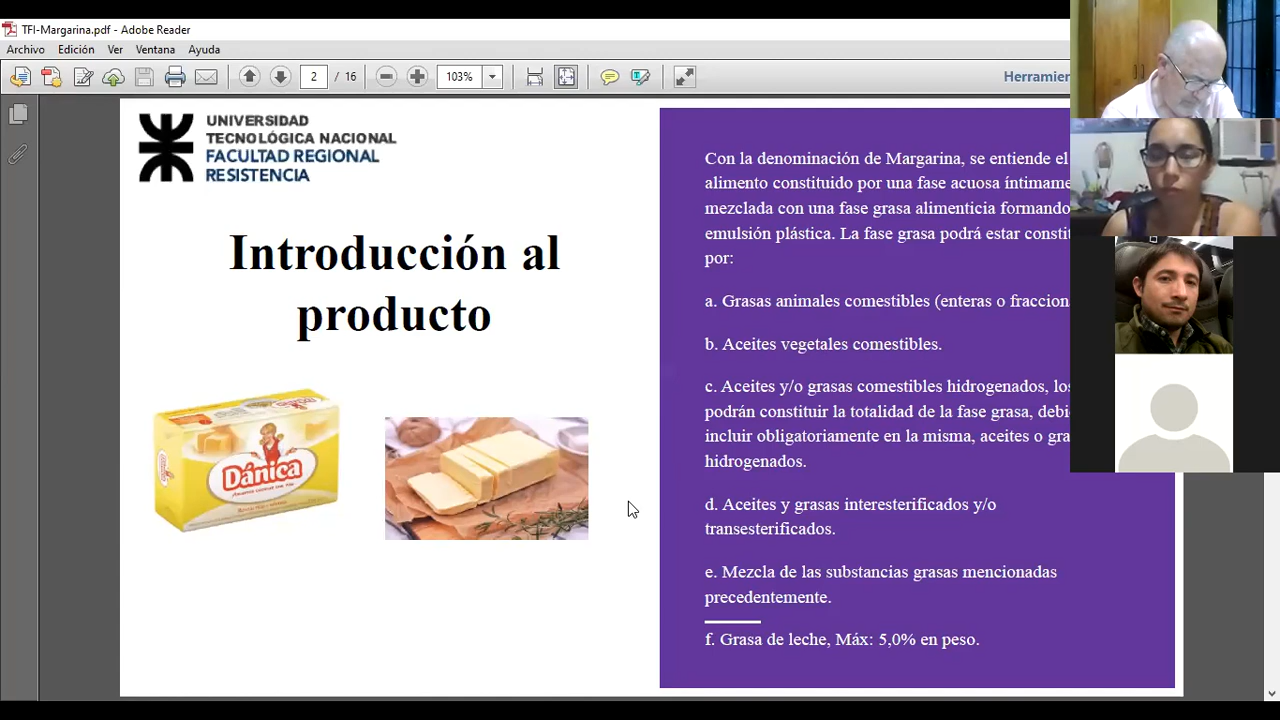 TFI-Margarina.pdf - Adobe Reader
Archivo Edición Ver Ventana Ayuda
2 / 16 103% Herramien
UNIVERSIDAD
TECNOLÓGICA NACIONAL
FACULTAD REGIONAL
RESISTENCIA
Introducción al
producto
Dánica
Con la denominación de Margarina, se entiende el
alimento constituido por una fase acuosa íntimame
mezclada con una fase grasa alimenticia formando
emulsión plástica. La fase grasa podrá estar constit
por:
a. Grasas animales comestibles (enteras o fracciona
b. Aceites vegetales comestibles.
c. Aceites y/o grasas comestibles hidrogenados, los
podrán constituir la totalidad de la fase grasa, debi
incluir obligatoriamente en la misma, aceites o gra
hidrogenados.
d. Aceites y grasas interesterificados y/o
transesterificados.
e. Mezcla de las substancias grasas mencionadas
precedentemente.
f. Grasa de leche, Máx: 5,0% en peso.